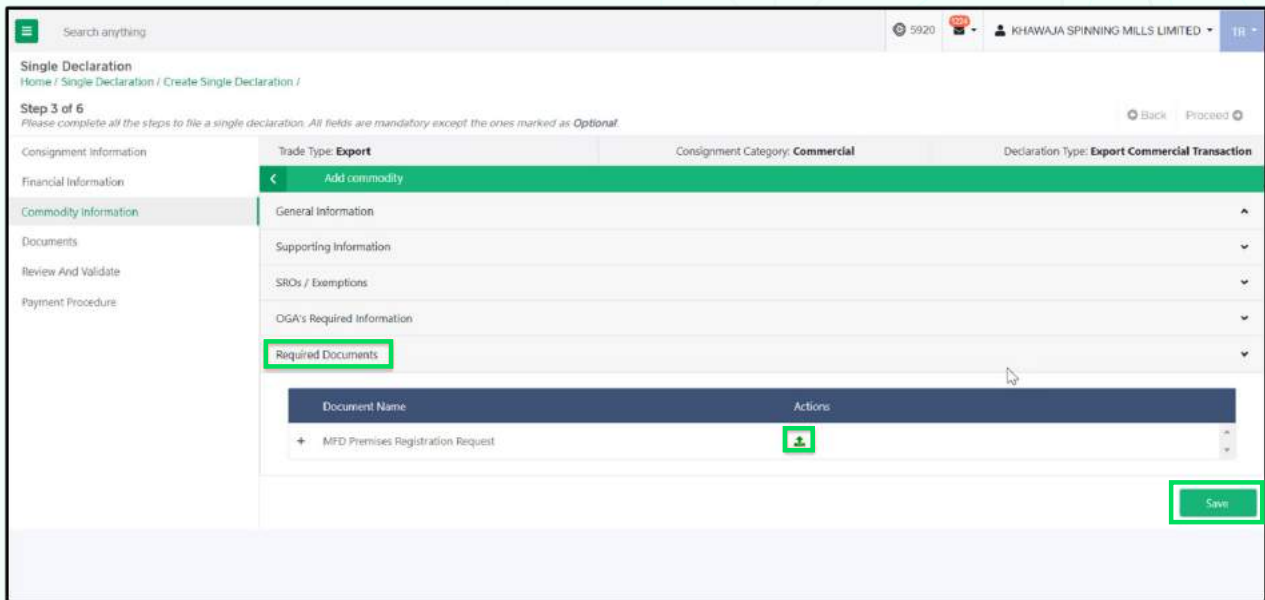 Search anything
5920
1224
KHAWAJA SPINNING MILLS LIMITED
TR
Single Declaration
Home / Single Declaration / Create Single Declaration /
Step 3 of 6
Please complete all the steps to file a single declaration. All fields are mandatory except the ones marked as Optional.
Back Proceed
Consignment Information
Financial Information
Commodity Information
Documents
Review And Validate
Payment Procedure
Trade Type: Export
Consignment Category: Commercial
Declaration Type: Export Commercial Transaction
Add commodity
General Information
Supporting Information
SROs / Exemptions
OGA's Required Information
Required Documents
Document Name Actions
+ MFD Premises Registration Request
Save